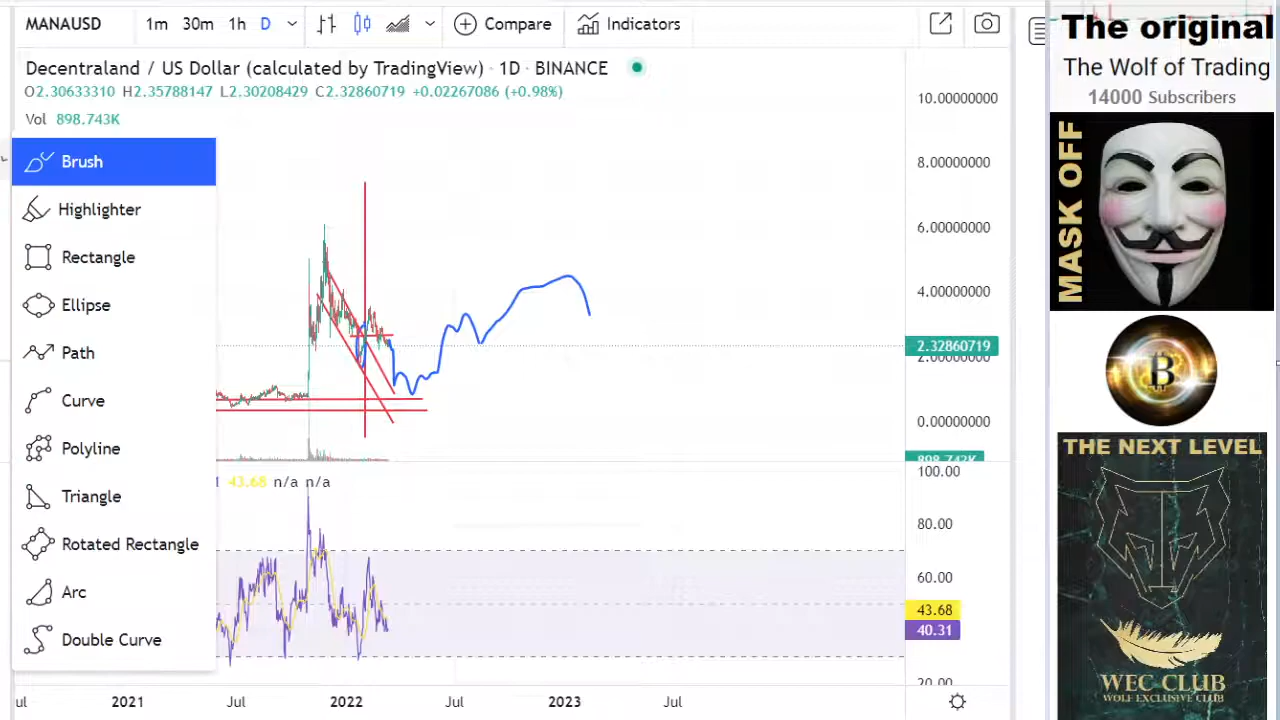 MANAUSD 1m 30m 1h D Compare Indicators
Decentraland / US Dollar (calculated by TradingView) · 1D · BINANCE
O2.30633310 H2.35788147 L2.30208429 C2.32860719 +0.02267086 (+0.98%)
Vol 898.743K
Brush
Highlighter
Rectangle
Ellipse
Path
Curve
Polyline
Triangle
Rotated Rectangle
Arc
Double Curve
43.68 n/a n/a
10.00000000
8.00000000
6.00000000
4.00000000
2.32860719
2.00000000
0.00000000
898.743K
100.00
80.00
60.00
43.68
40.31
20.00
2021 Jul 2022 Jul 2023 Jul
The original
The Wolf of Trading
14000 Subscribers
MASK OFF
THE NEXT LEVEL
WEC CLUB
WOLF EXCLUSIVE CLUB